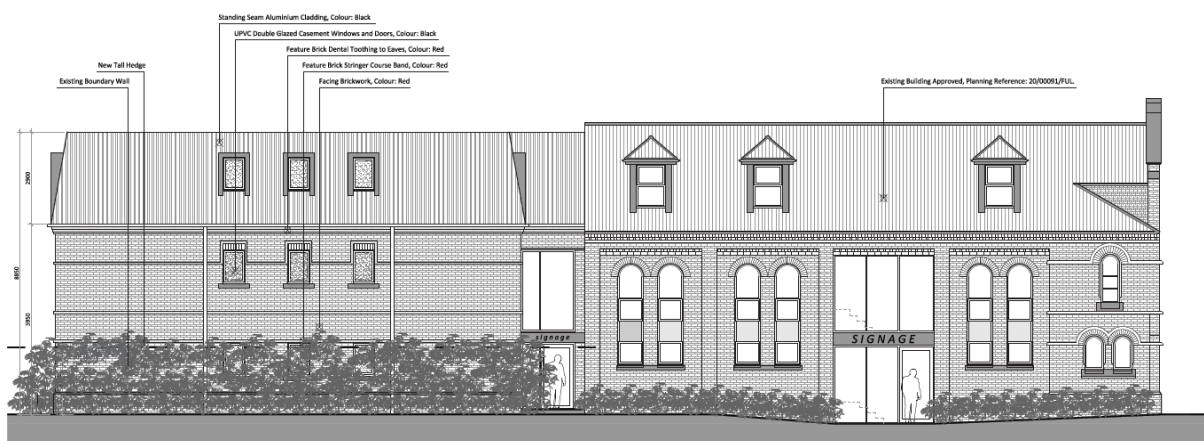 Standing Seam Aluminium Cladding, Colour: Black
UPVC Double Glazed Casement Windows and Doors, Colour: Black
Feature Brick Dental Toothing to Eaves, Colour: Red
New Tall Hedge
Feature Brick Stringer Course Band, Colour: Red
Existing Boundary Wall
Facing Brickwork, Colour: Red
Existing Building Approved, Planning Reference: 20/00091/FUL.
2900
8850
3950
signage
SIGNAGE